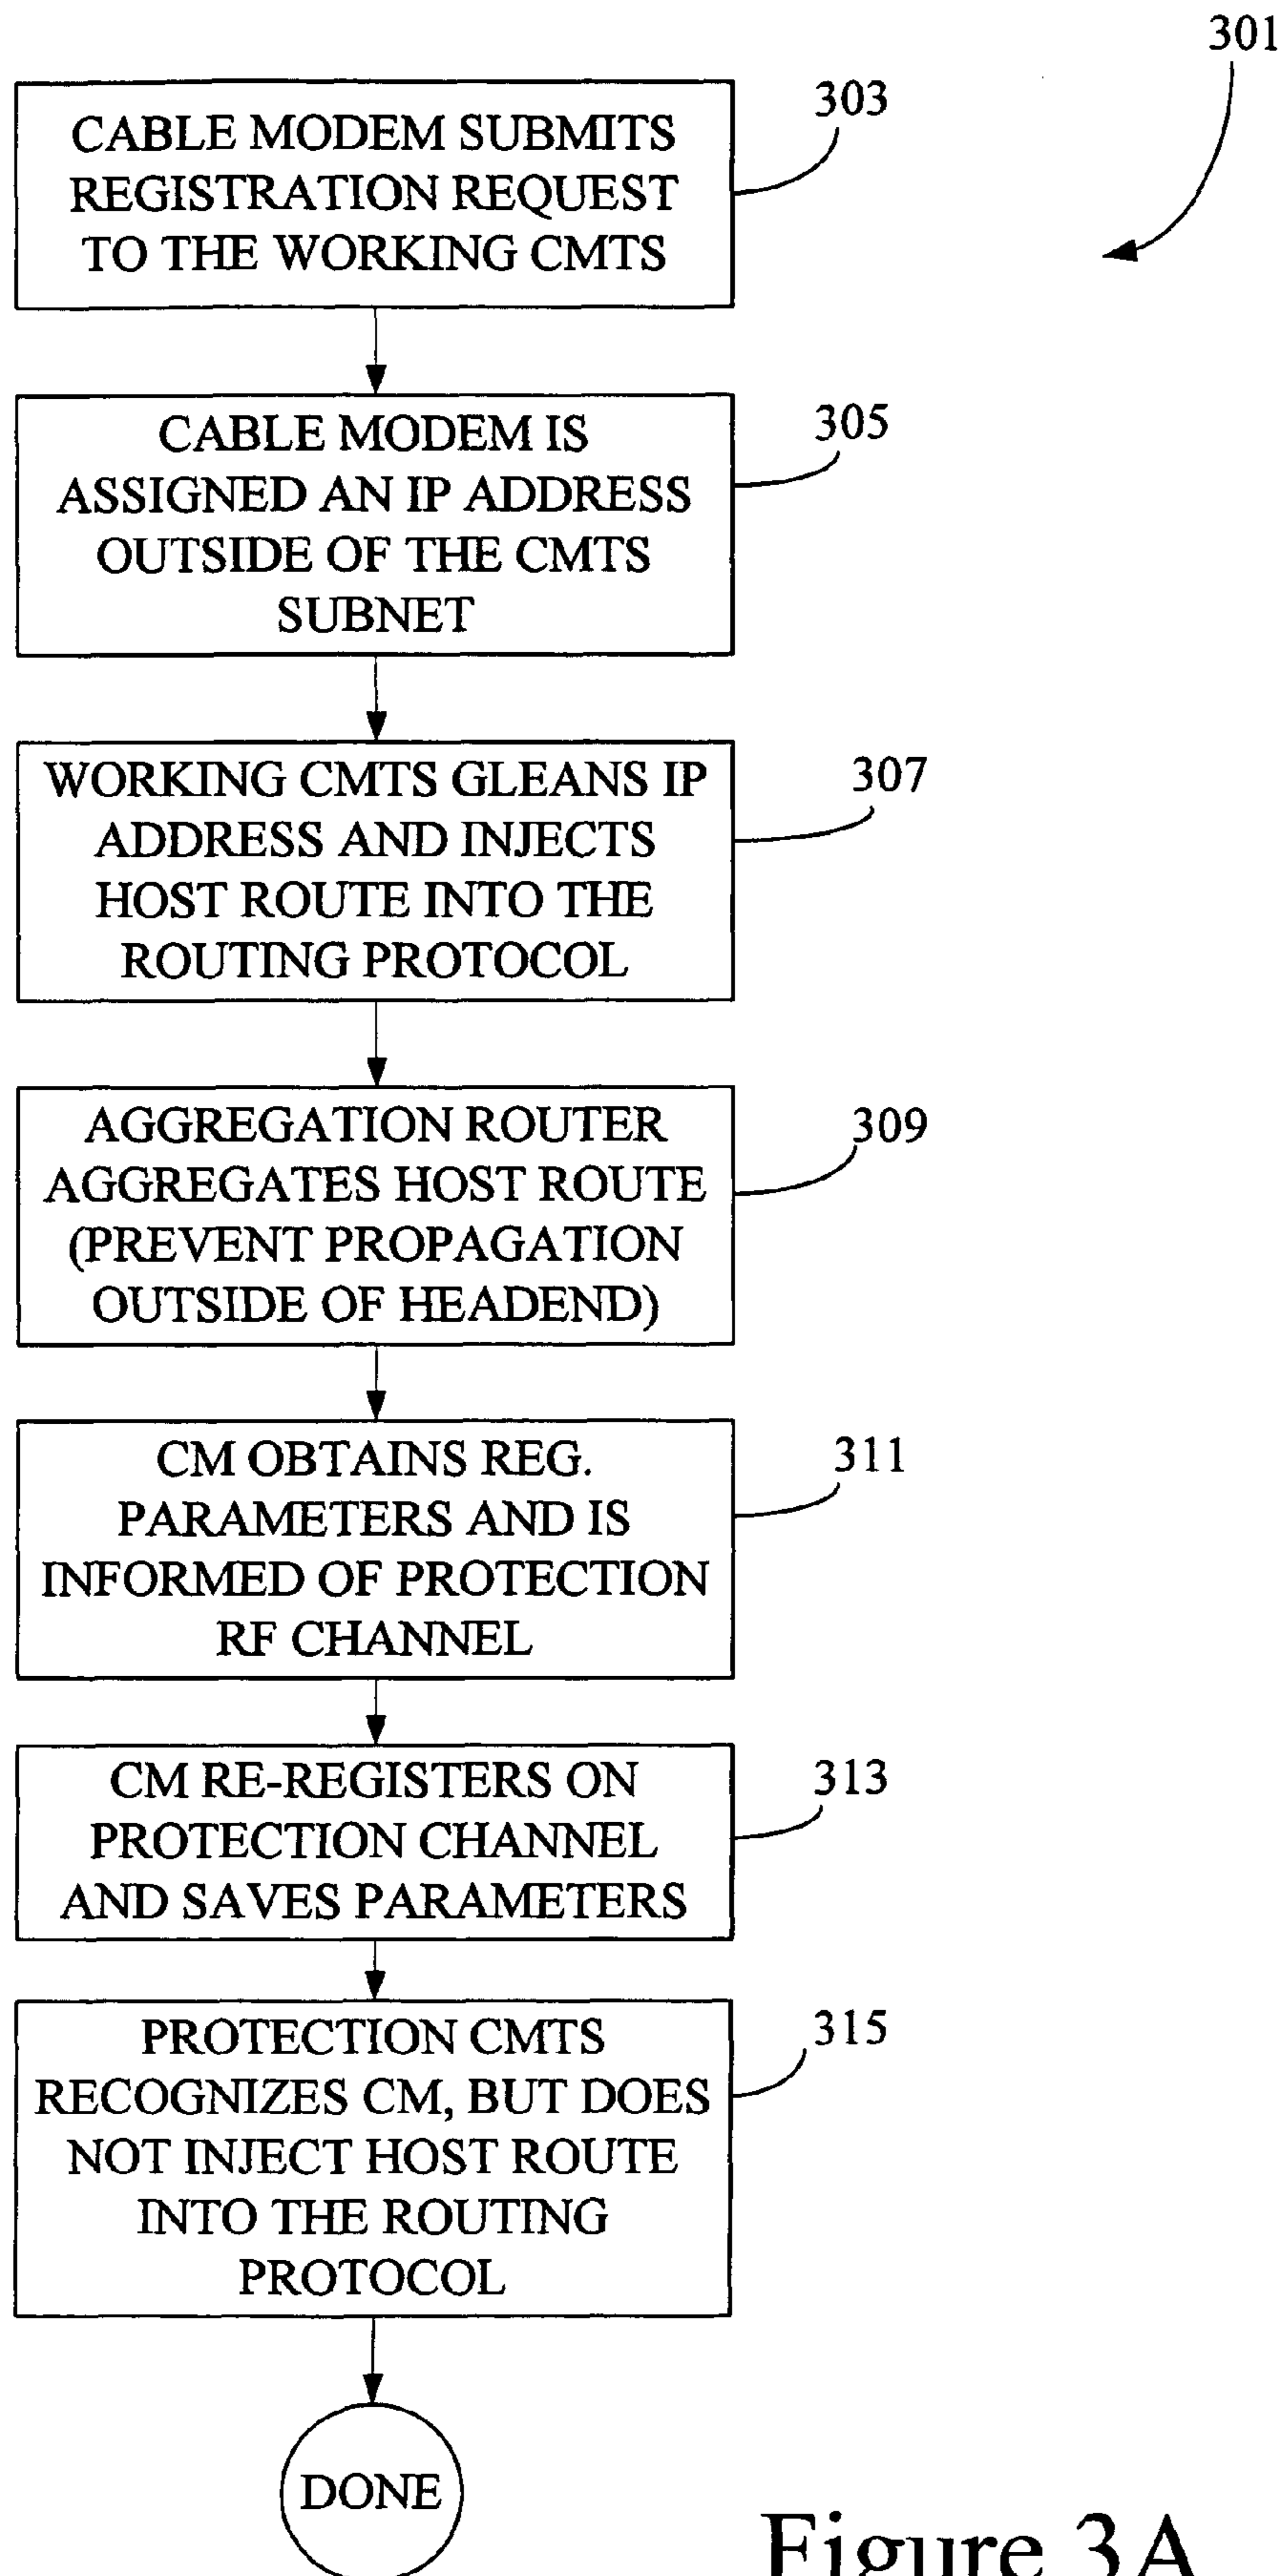 301
303
CABLE MODEM SUBMITS
REGISTRATION REQUEST
TO THE WORKING CMTS
305
CABLE MODEM IS
ASSIGNED AN IP ADDRESS
OUTSIDE OF THE CMTS
SUBNET
307
WORKING CMTS GLEANS IP
ADDRESS AND INJECTS
HOST ROUTE INTO THE
ROUTING PROTOCOL
309
AGGREGATION ROUTER
AGGREGATES HOST ROUTE
(PREVENT PROPAGATION
OUTSIDE OF HEADEND)
311
CM OBTAINS REG.
PARAMETERS AND IS
INFORMED OF PROTECTION
RF CHANNEL
313
CM RE-REGISTERS ON
PROTECTION CHANNEL
AND SAVES PARAMETERS
315
PROTECTION CMTS
RECOGNIZES CM, BUT DOES
NOT INJECT HOST ROUTE
INTO THE ROUTING
PROTOCOL
DONE
Figure 3A